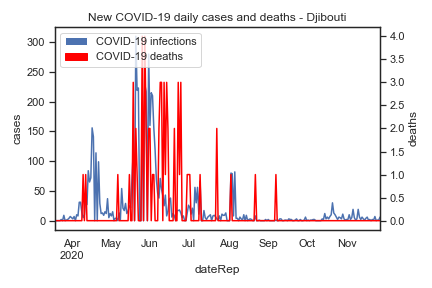 New COVID-19 daily cases and deaths - Djibouti
COVID-19 infections
COVID-19 deaths
300
250
200
150
100
50
0
cases
4.0
3.5
3.0
2.5
2.0
1.5
1.0
0.5
0.0
deaths
Apr May Jun Jul Aug Sep Oct Nov
2020
dateRep